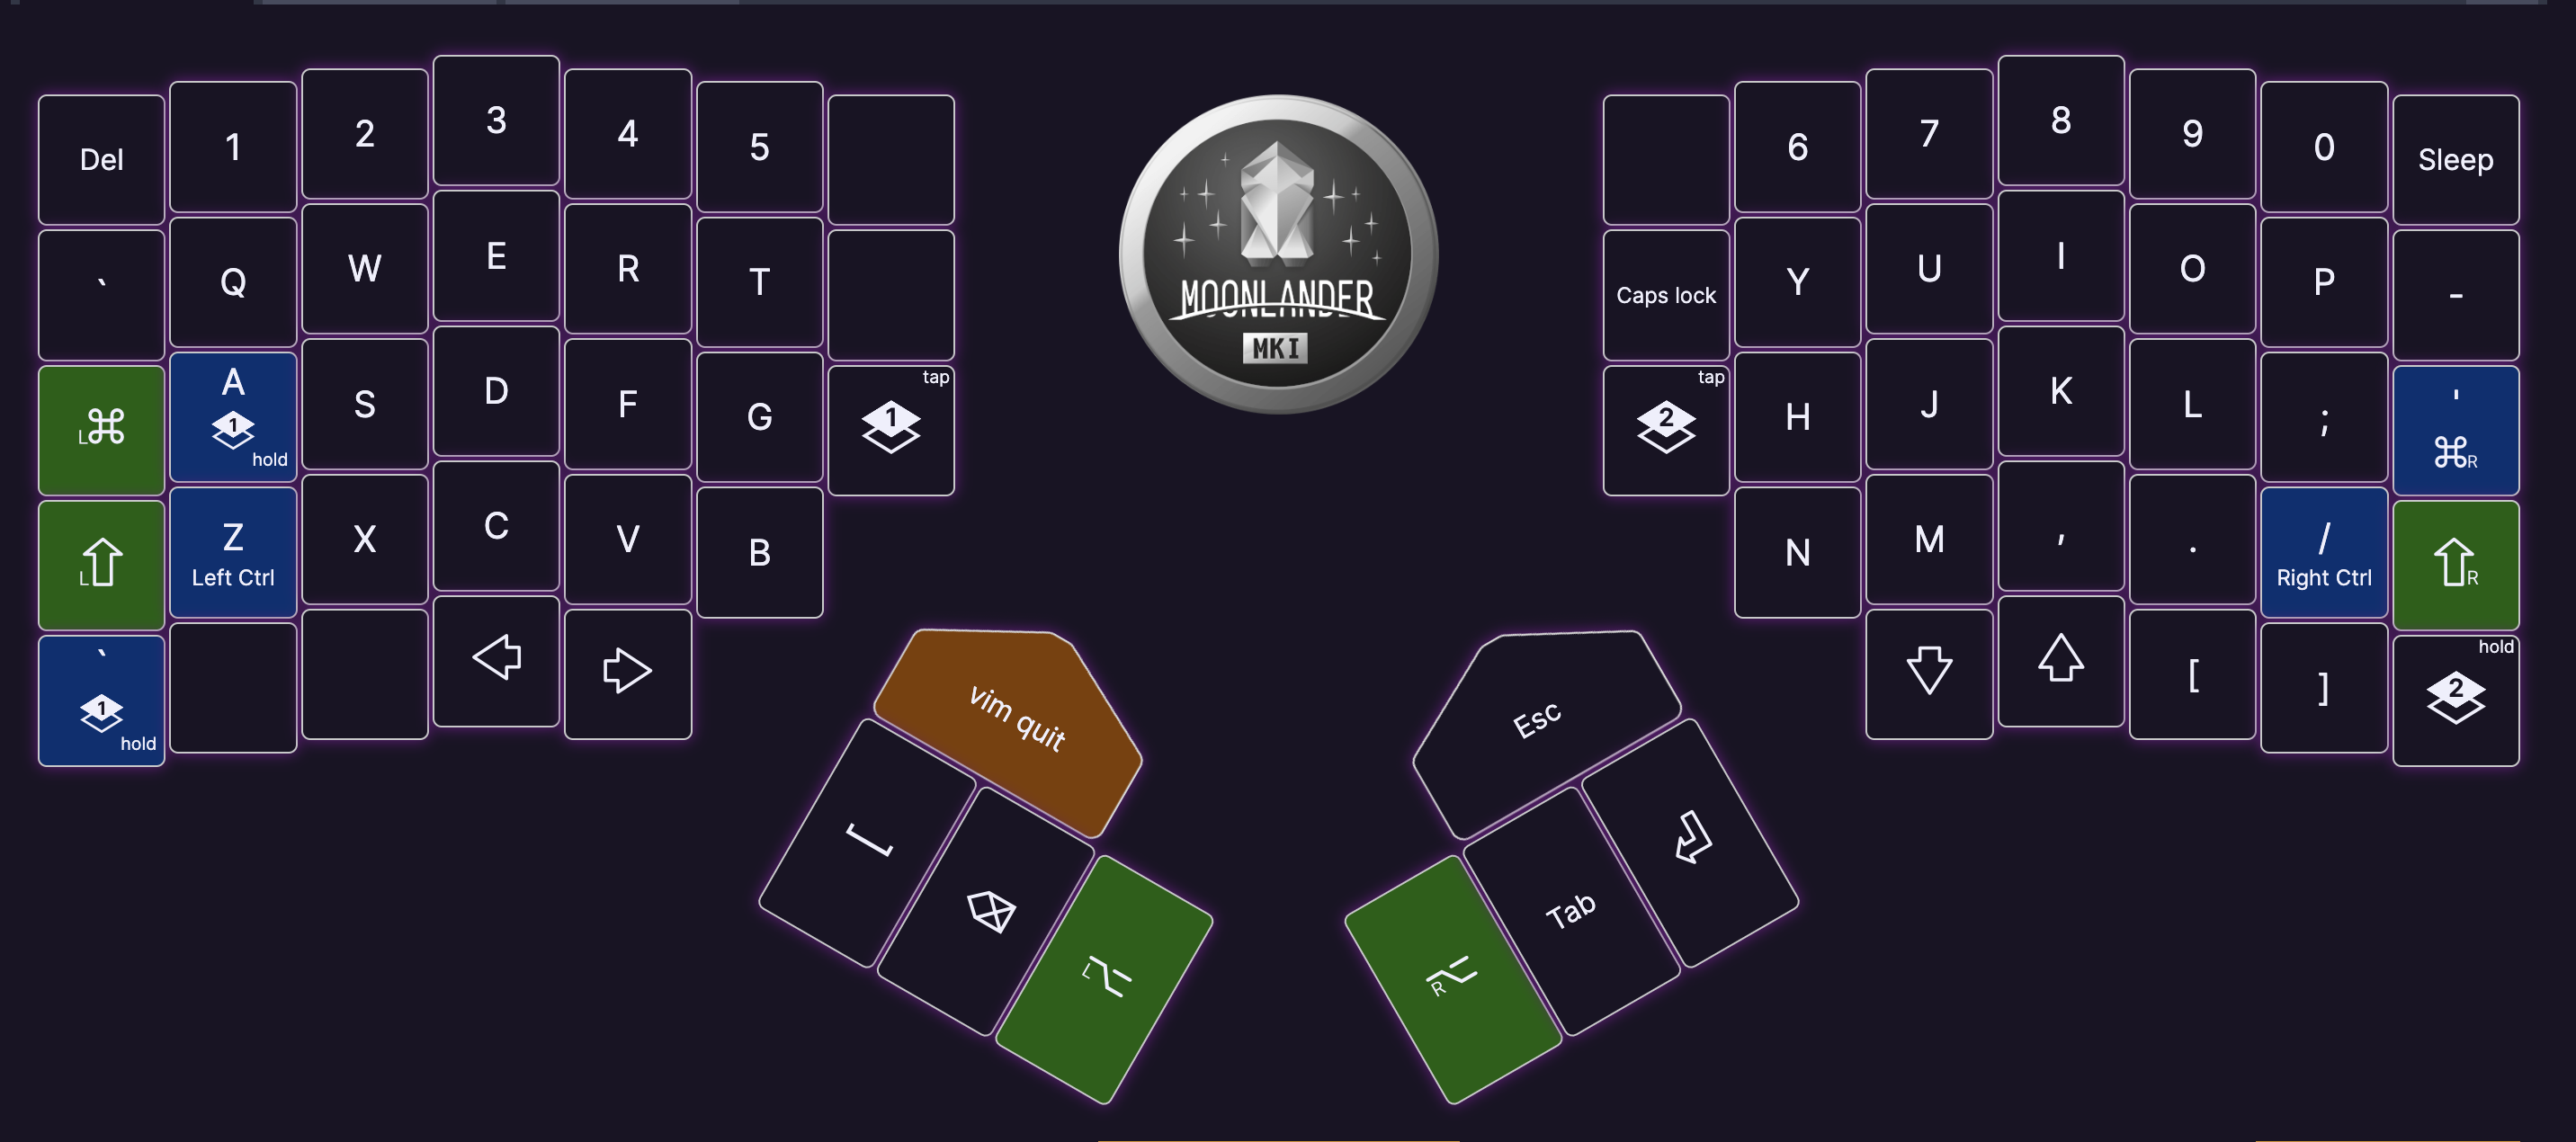 Del 1 2 3 4 5
6 7 8 9 0 Sleep
` Q W E R T
Caps lock Y U I O P -
L⌘ A 1 hold S D F G tap 1
tap 2 H J K L ; ' ⌘R
L⇧ Z Left Ctrl X C V B
N M , . / Right Ctrl ⇧R
` 1 hold
[ ] hold 2
MOONLANDER
MKI
vim quit
L⌥
Esc
Tab
R⌥